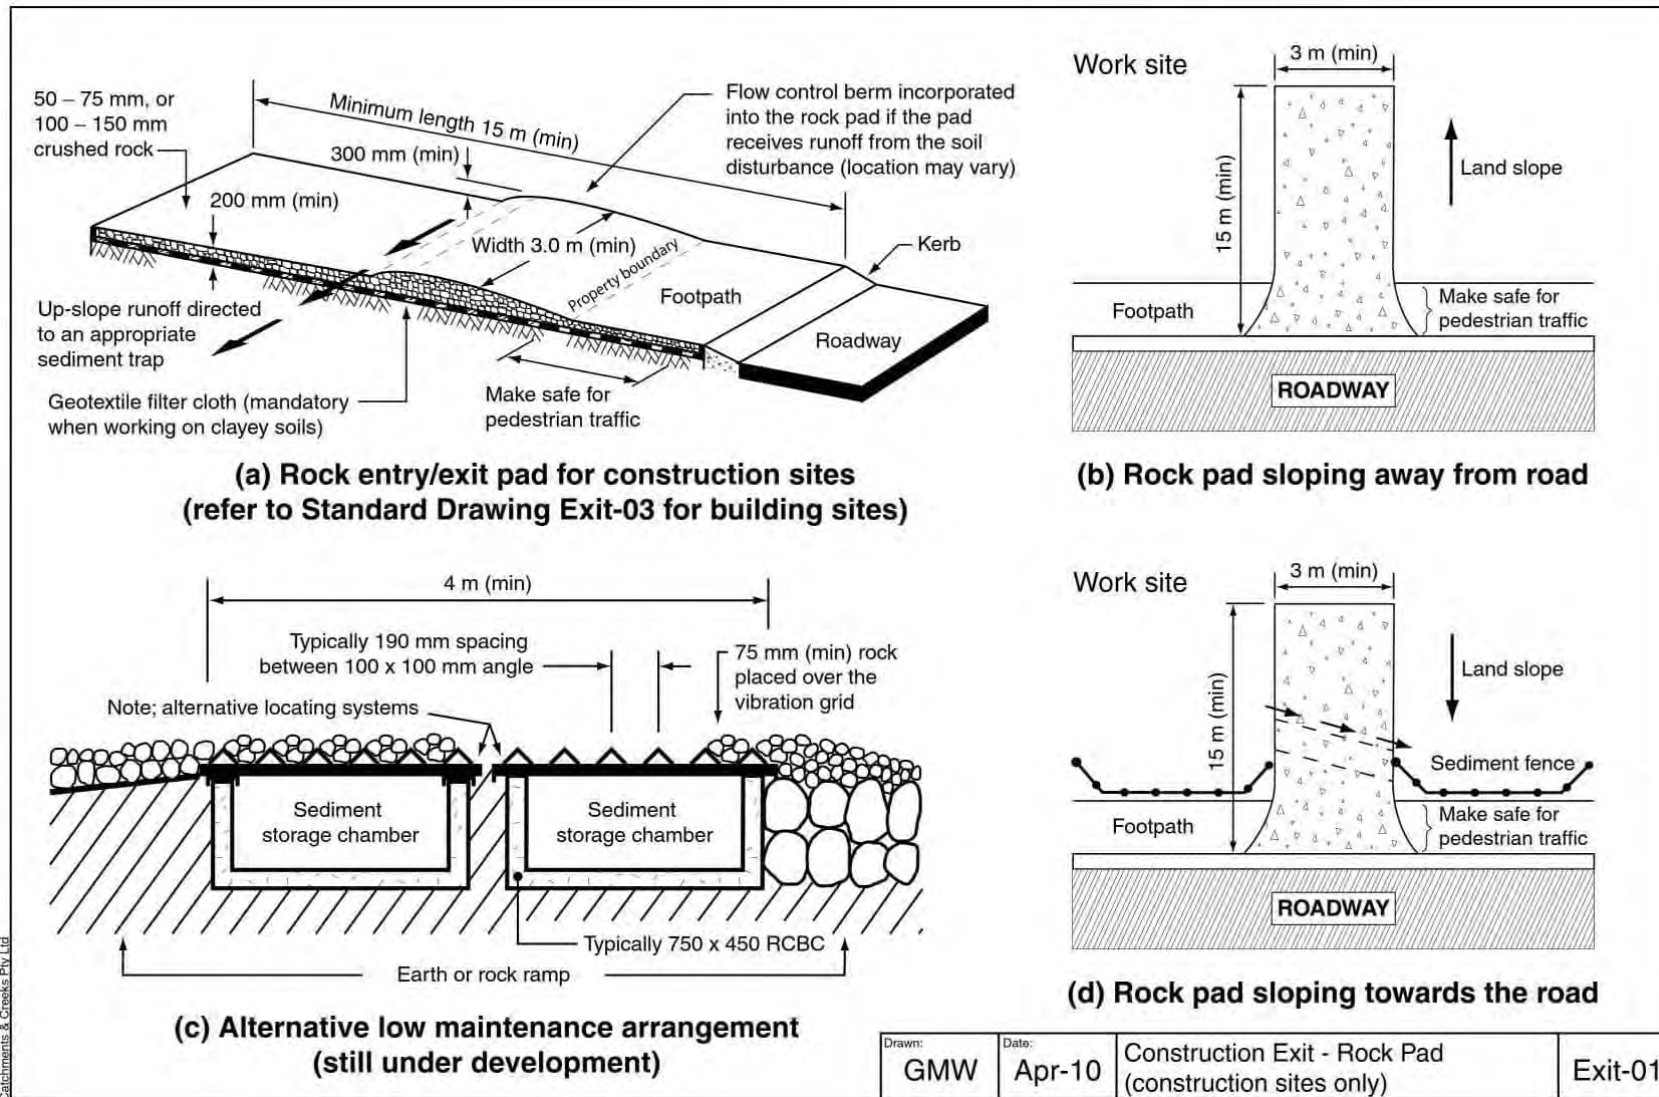 50 – 75 mm, or
100 – 150 mm
crushed rock
Minimum length 15 m (min)
300 mm (min)
200 mm (min)
Flow control berm incorporated
into the rock pad if the pad
receives runoff from the soil
disturbance (location may vary)
Width 3.0 m (min)
Property boundary
Kerb
Footpath
Roadway
Up-slope runoff directed
to an appropriate
sediment trap
Geotextile filter cloth (mandatory
when working on clayey soils)
Make safe for
pedestrian traffic
(a) Rock entry/exit pad for construction sites
(refer to Standard Drawing Exit-03 for building sites)
Work site
3 m (min)
15 m (min)
Land slope
Footpath
Make safe for
pedestrian traffic
ROADWAY
(b) Rock pad sloping away from road
4 m (min)
Typically 190 mm spacing
between 100 x 100 mm angle
75 mm (min) rock
placed over the
vibration grid
Note; alternative locating systems
Sediment
storage chamber
Sediment
storage chamber
Typically 750 x 450 RCBC
Earth or rock ramp
(c) Alternative low maintenance arrangement
(still under development)
Work site
3 m (min)
15 m (min)
Land slope
Sediment fence
Footpath
Make safe for
pedestrian traffic
ROADWAY
(d) Rock pad sloping towards the road
Catchments & Creeks Pty Ltd
Drawn:
GMW
Date:
Apr-10
Construction Exit - Rock Pad
(construction sites only)
Exit-01